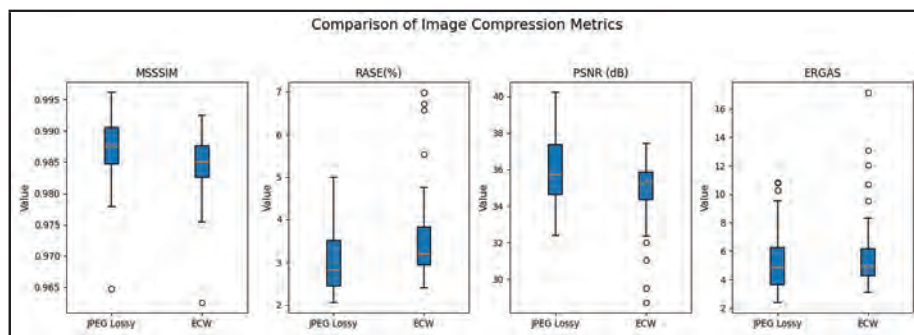 Comparison of Image Compression Metrics
MSSSIM
0.995
0.990
0.985
0.980
0.975
0.970
0.965
Value
JPEG Lossy
ECW
RASE(%)
7
6
5
4
3
2
Value
JPEG Lossy
ECW
PSNR (dB)
40
38
36
34
32
30
Value
JPEG Lossy
ECW
ERGAS
16
14
12
10
8
6
4
2
Value
JPEG Lossy
ECW